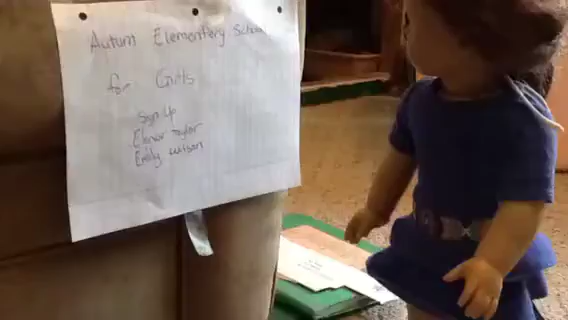 Autum Elementery School
for Girls
Sign Up
Elenor Taylor
Emily Wilson